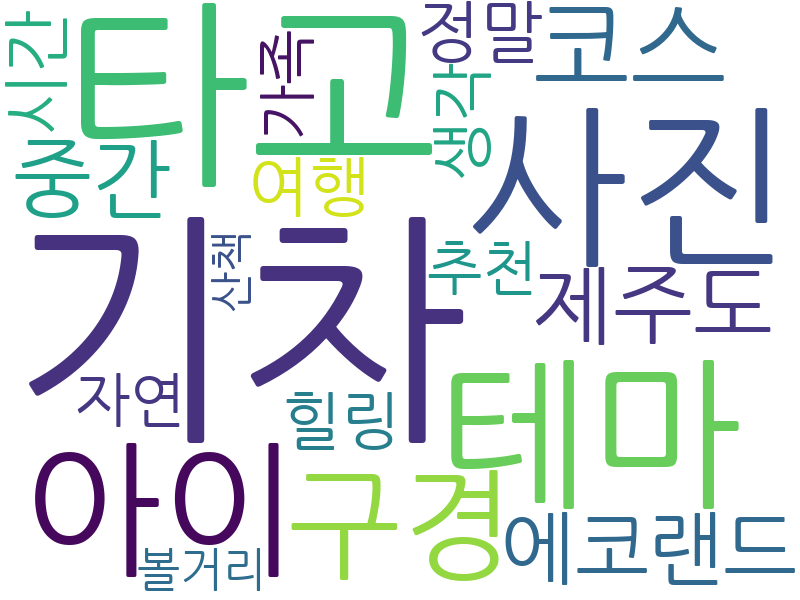 시간
타고
가족
정말
코스
생각
중간
여행
사진
기차
산책
추천
제주도
자연
힐링
테마
아이
구경
볼거리
에코랜드